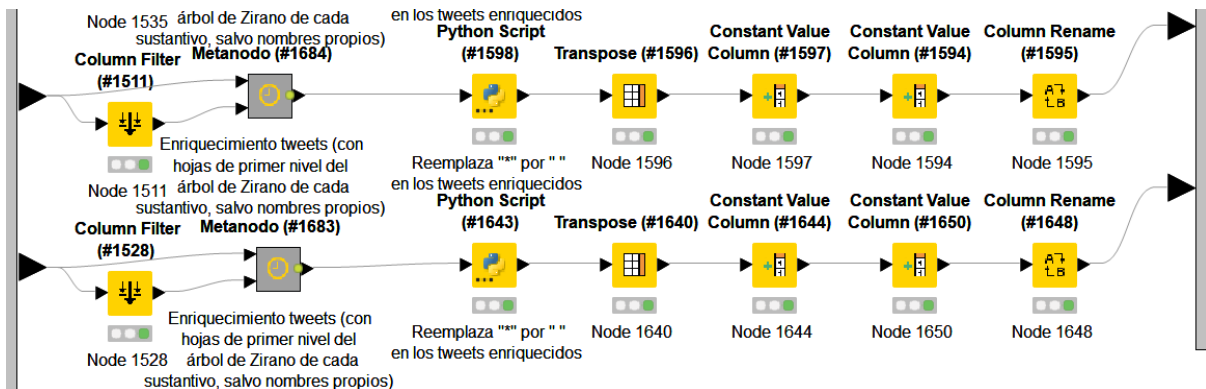 Node 1535
árbol de Zirano de cada
sustantivo, salvo nombres propios)
en los tweets enriquecidos
Column Filter
(#1511)
Metanodo (#1684)
Python Script
(#1598)
Transpose (#1596)
Constant Value
Column (#1597)
Constant Value
Column (#1594)
Column Rename
(#1595)
Node 1511
Enriquecimiento tweets (con
hojas de primer nivel del
árbol de Zirano de cada
sustantivo, salvo nombres propios)
Reemplaza "*" por " "
en los tweets enriquecidos
Node 1596
Node 1597
Node 1594
Node 1595
Column Filter
(#1528)
Metanodo (#1683)
Python Script
(#1643)
Transpose (#1640)
Constant Value
Column (#1644)
Constant Value
Column (#1650)
Column Rename
(#1648)
Node 1528
Enriquecimiento tweets (con
hojas de primer nivel del
árbol de Zirano de cada
sustantivo, salvo nombres propios)
Reemplaza "*" por " "
en los tweets enriquecidos
Node 1640
Node 1644
Node 1650
Node 1648